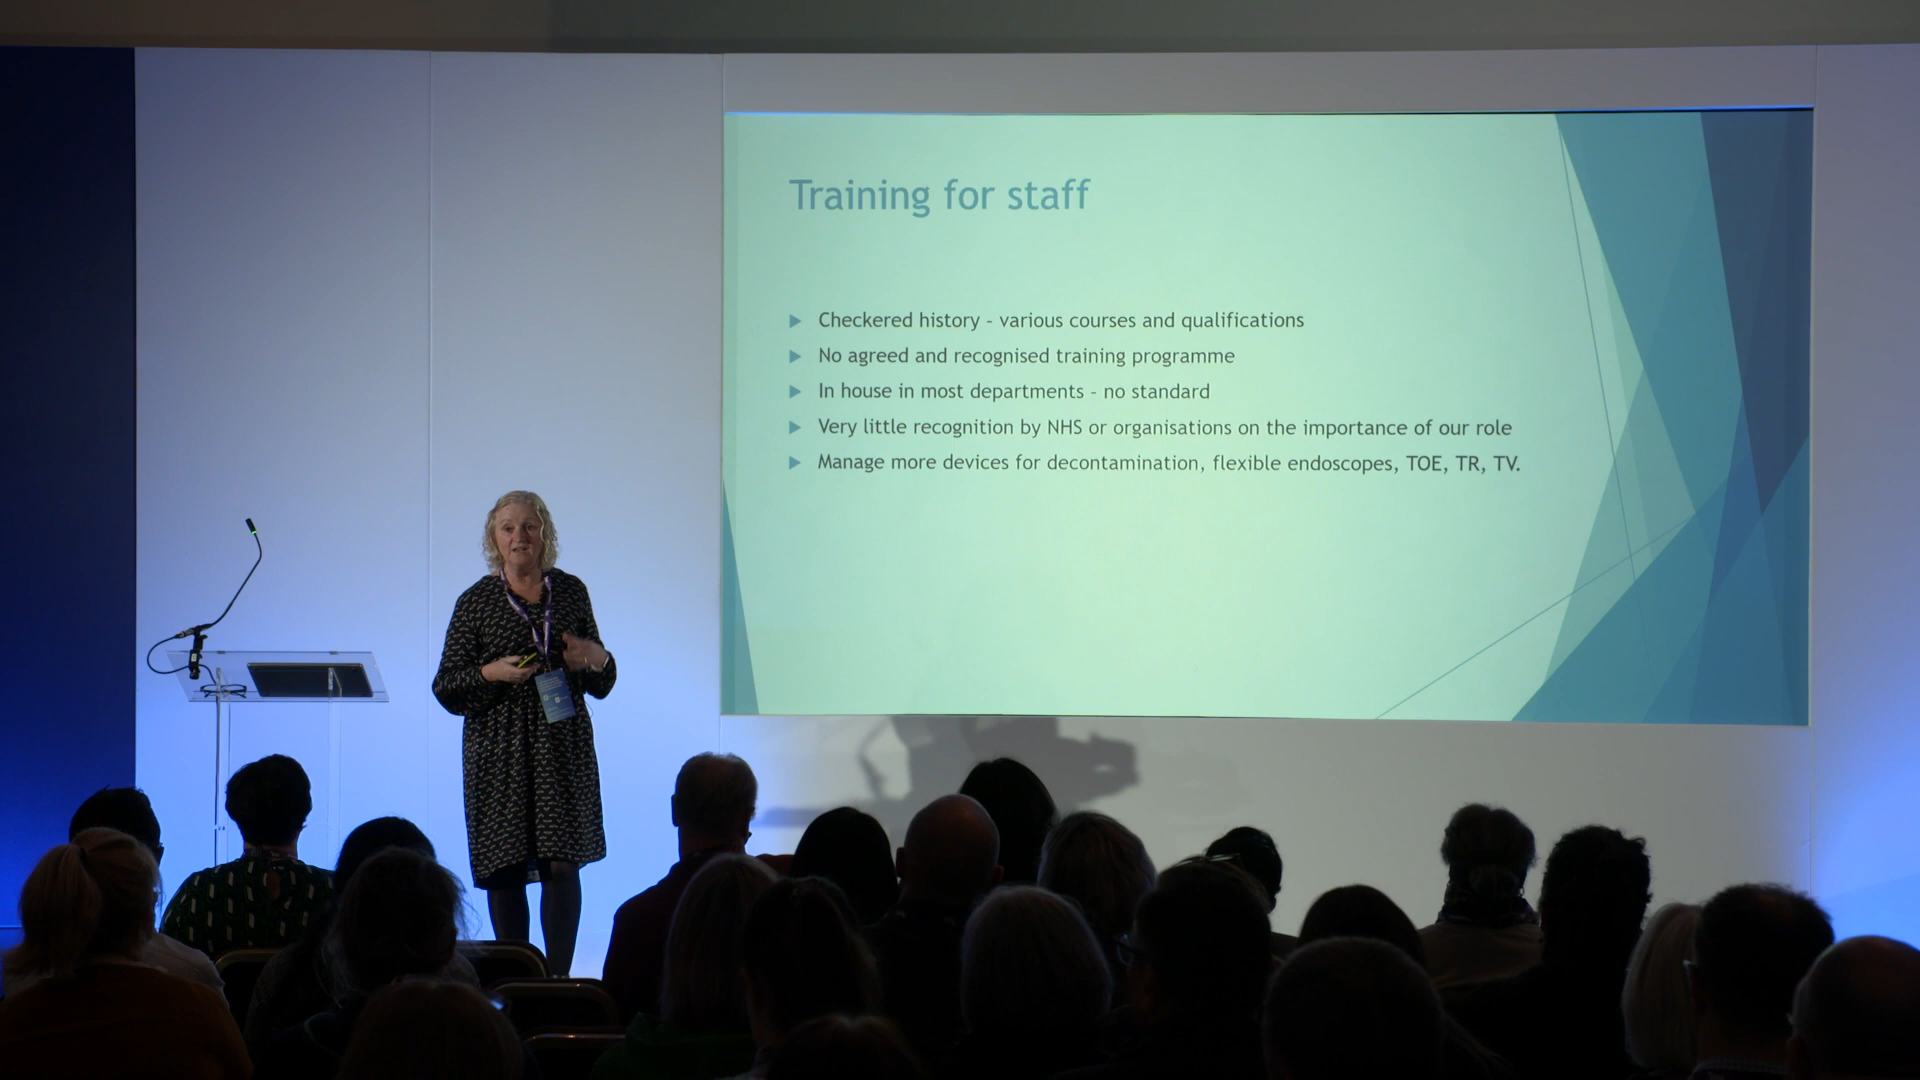 Training for staff
Checkered history – various courses and qualifications
No agreed and recognised training programme
In house in most departments – no standard
Very little recognition by NHS or organisations on the importance of our role
Manage more devices for decontamination, flexible endoscopes, TOE, TR, TV.